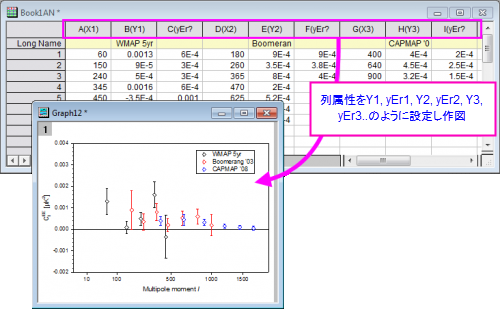 Book1AN *
A(X1) B(Y1) C(yEr? D(X2) E(Y2) F(yEr? G(X3) H(Y3) I(yEr?
Long Name WMAP 5yr Boomeran CAPMAP '0
1 60 0.0013 6E-4 180 9E-4 9E-4 400 4E-4 2E-4
2 150 9E-5 3E-4 260 3.5E-4 3.8E-4 640 4.5E-4 2.5E-4
3 240 5E-4 3E-4 365 8E-4 4E-4 900 3.2E-4 1.5E-4
4 345 0.0016 6E-4 470 2E-4
5 450 -3.5E-4 0.001 625 5.2E-4
列属性をY1, yEr1, Y2, yEr2, Y3,
yEr3..のように設定し作図
Graph12 *
1
WMAP 5yr
Boomerang '03
CAPMAP '08
0.004
0.003
0.002
0.001
0.000
-0.001
-0.002
10 100 500 1000 1500
Multipole moment l